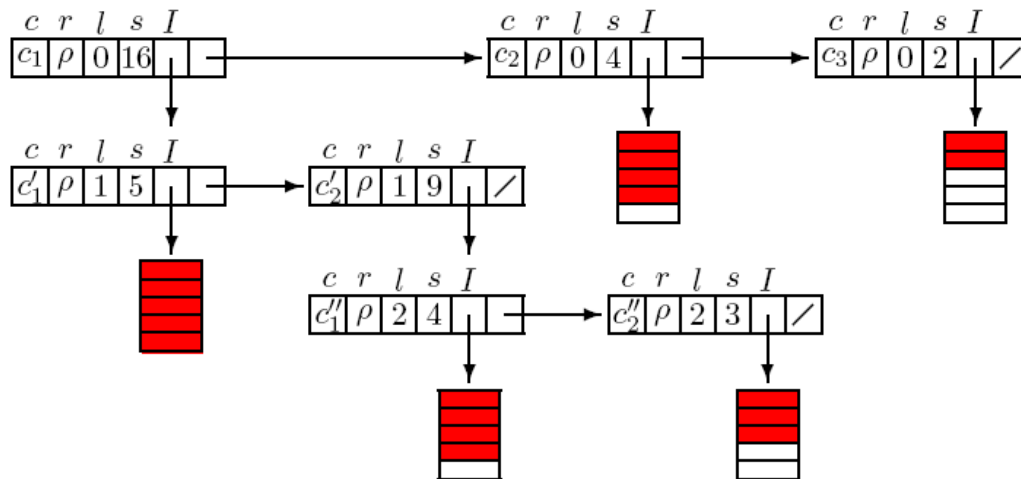 c r l s I
c₁ ρ 0 16
c r l s I
c₂ ρ 0 4
c r l s I
c₃ ρ 0 2 /
c r l s I
c′₁ ρ 1 5
c r l s I
c′₂ ρ 1 9 /
c r l s I
c″₁ ρ 2 4
c r l s I
c″₂ ρ 2 3 /